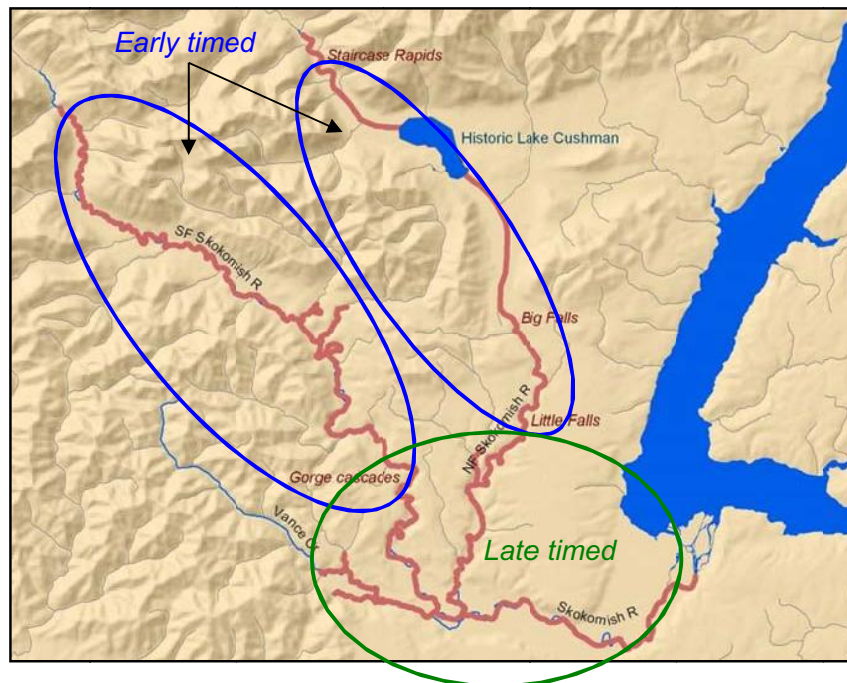 Early timed
Staircase Rapids
Historic Lake Cushman
SF Skokomish R
Big Falls
NF Skokomish R
Little Falls
Gorge cascades
Vance Cr
Late timed
Skokomish R